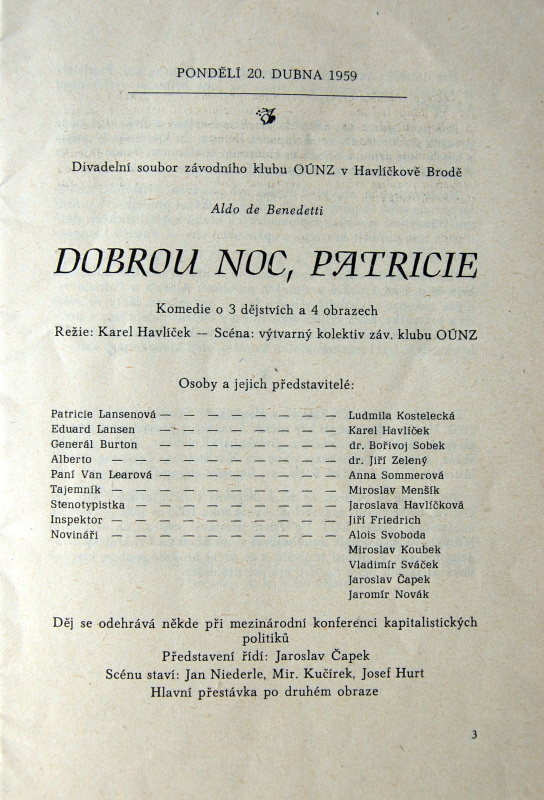 PONDĚLÍ 20. DUBNA 1959
Divadelní soubor závodního klubu OÚNZ v Havlíčkově Brodě
Aldo de Benedetti
DOBROU NOC, PATRICIE
Komedie o 3 dějstvích a 4 obrazech
Režie: Karel Havlíček — Scéna: výtvarný kolektiv záv. klubu OÚNZ
Osoby a jejich představitelé:
Patricie Lansenová — — — — — — — — Ludmila Kostelecká
Eduard Lansen — — — — — — — — Karel Havlíček
Generál Burton — — — — — — — — dr. Bořivoj Sobek
Alberto — — — — — — — — — — dr. Jiří Zelený
Paní Van Learová — — — — — — — — Anna Sommerová
Tajemník — — — — — — — — — — Miroslav Menšík
Stenotypistka — — — — — — — — — Jaroslava Havlíčková
Inspektor — — — — — — — — — — Jiří Friedrich
Novináři — — — — — — — — — — Alois Svoboda
Miroslav Koubek
Vladimír Sváček
Jaroslav Čapek
Jaromír Novák
Děj se odehrává někde při mezinárodní konferenci kapitalistických
politiků
Představení řídí: Jaroslav Čapek
Scénu staví: Jan Niederle, Mir. Kučírek, Josef Hurt
Hlavní přestávka po druhém obraze
3